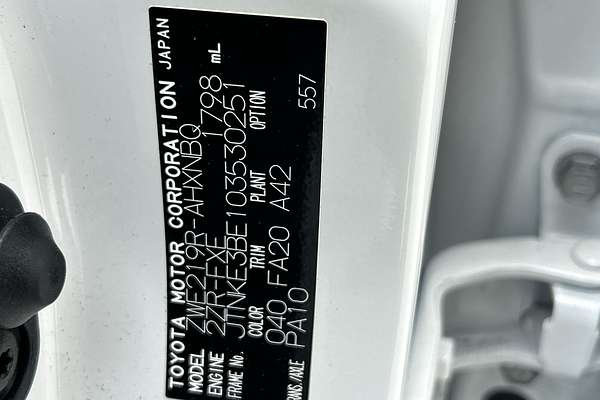 TOYOTA MOTOR CORPORATION JAPAN
MODEL ZWE219R-AHXNBQ
ENGINE 2ZR-FXE 1798 mL
FRAME No. JTNKE3BE103530251
COLOR TRIM PLANT OPTION
040 FA20 A42
PA10 557